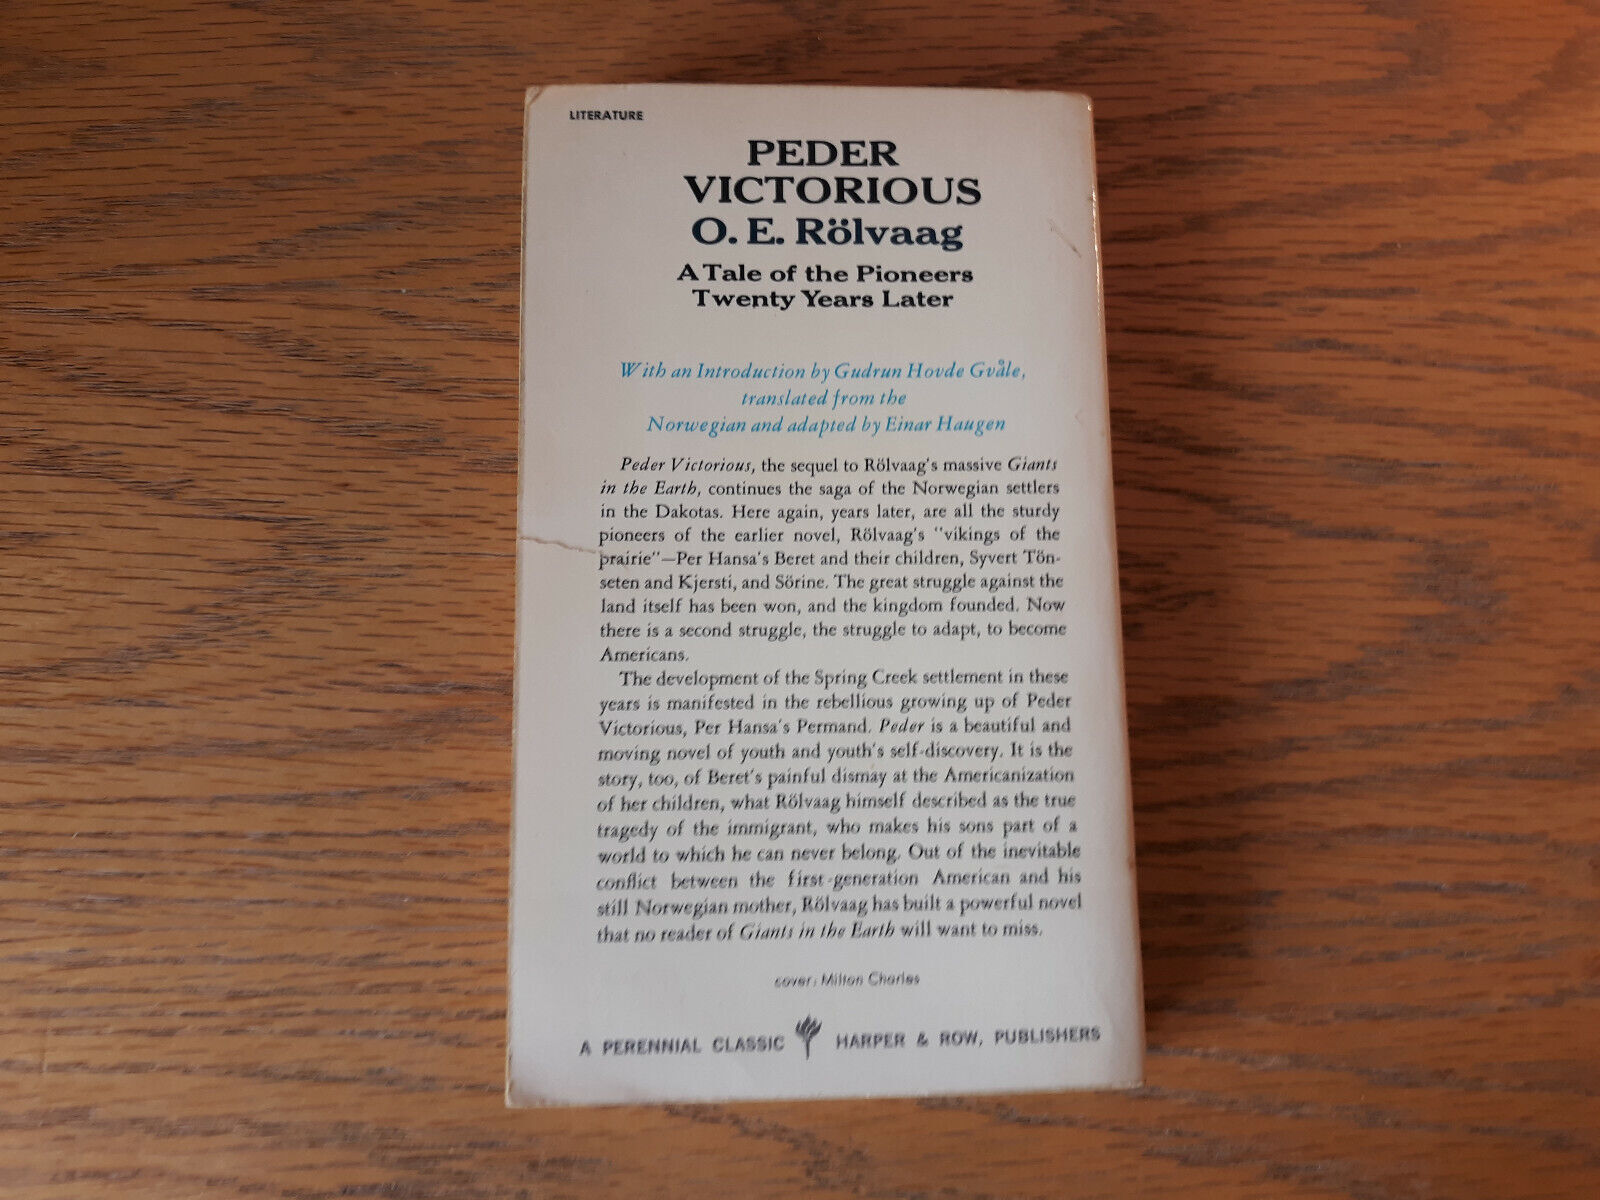 LITERATURE
PEDER
VICTORIOUS
O. E. Rölvaag
A Tale of the Pioneers
Twenty Years Later
With an Introduction by Gudrun Hovde Gvåle,
translated from the
Norwegian and adapted by Einar Haugen
Peder Victorious, the sequel to Rölvaag's massive Giants
in the Earth, continues the saga of the Norwegian settlers
in the Dakotas. Here again, years later, are all the sturdy
pioneers of the earlier novel, Rölvaag's "vikings of the
prairie"—Per Hansa's Beret and their children, Syvert Tön-
seten and Kjersti, and Sörine. The great struggle against the
land itself has been won, and the kingdom founded. Now
there is a second struggle, the struggle to adapt, to become
Americans.
The development of the Spring Creek settlement in these
years is manifested in the rebellious growing up of Peder
Victorious, Per Hansa's Permand. Peder is a beautiful and
moving novel of youth and youth's self-discovery. It is the
story, too, of Beret's painful dismay at the Americanization
of her children, what Rölvaag himself described as the true
tragedy of the immigrant, who makes his sons part of a
world to which he can never belong. Out of the inevitable
conflict between the first-generation American and his
still Norwegian mother, Rölvaag has built a powerful novel
that no reader of Giants in the Earth will want to miss.
cover: Milton Charles
A PERENNIAL CLASSIC HARPER & ROW, PUBLISHERS